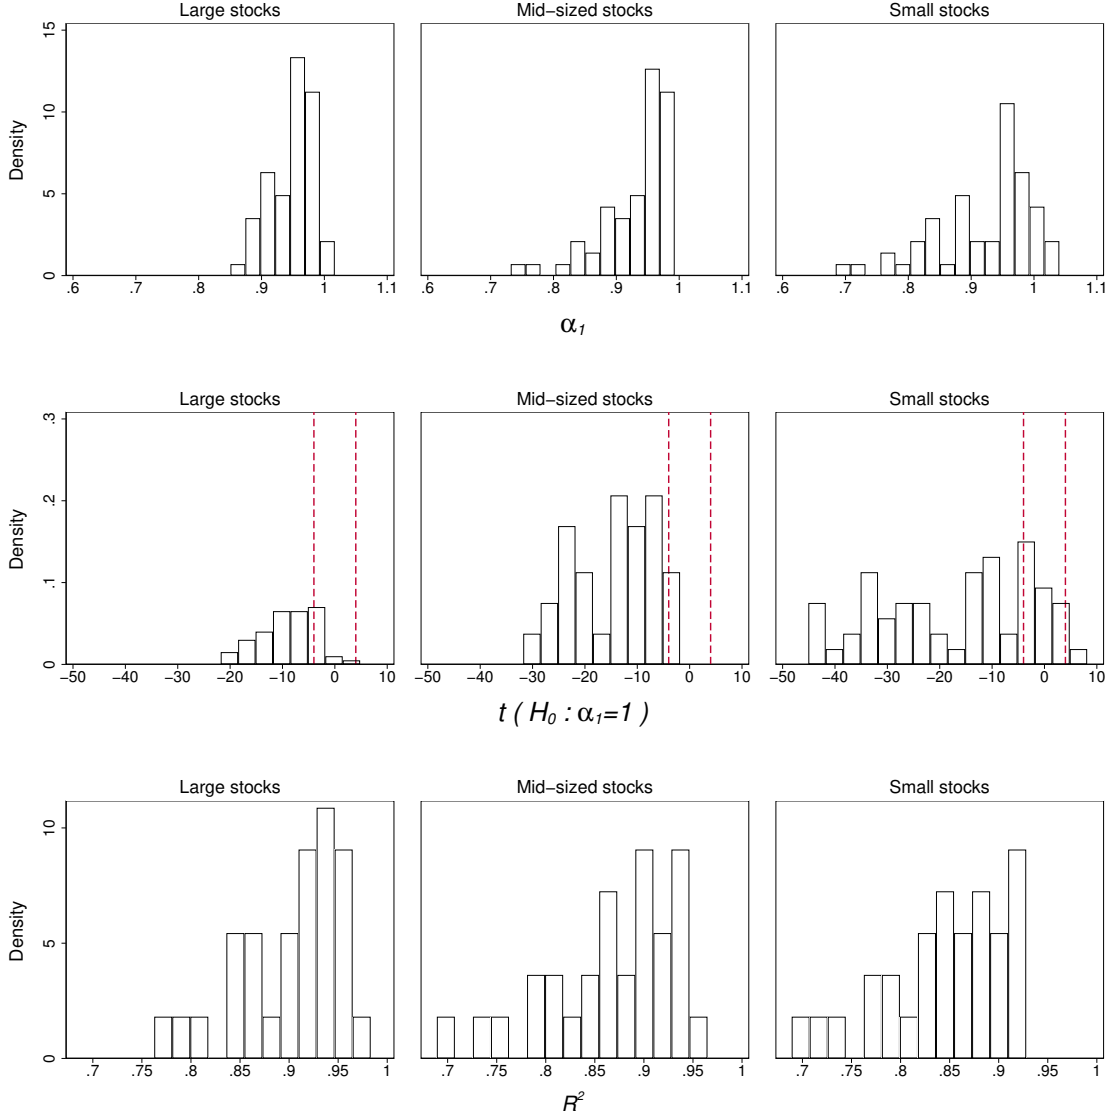 Large stocks Mid−sized stocks Small stocks
15
10
5
0
Density
.6 .7 .8 .9 1 1.1 .6 .7 .8 .9 1 1.1 .6 .7 .8 .9 1 1.1
α1
Large stocks Mid−sized stocks Small stocks
.3
.2
.1
0
Density
−50 −40 −30 −20 −10 0 10 −50 −40 −30 −20 −10 0 10 −50 −40 −30 −20 −10 0 10
t ( H0 : α1=1 )
Large stocks Mid−sized stocks Small stocks
10
5
0
Density
.7 .75 .8 .85 .9 .95 1 .7 .75 .8 .85 .9 .95 1 .7 .75 .8 .85 .9 .95 1
R2